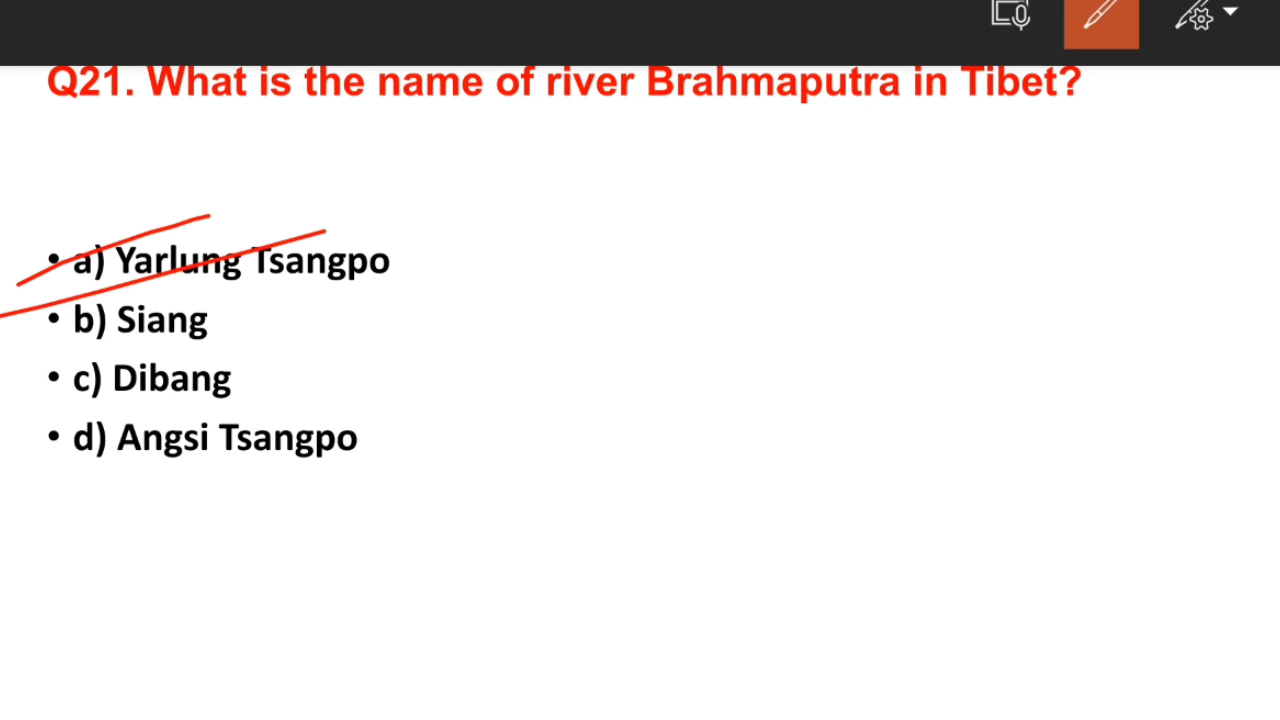 Q21. What is the name of river Brahmaputra in Tibet?
• a) Yarlung Tsangpo
• b) Siang
• c) Dibang
• d) Angsi Tsangpo